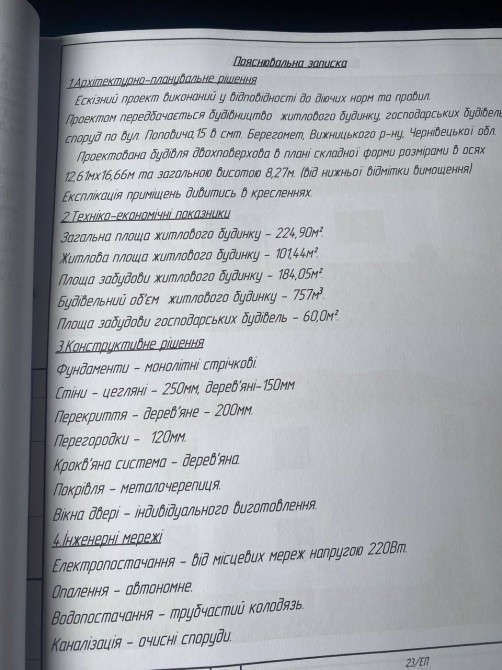 Пояснювальна записка
1.Архітектурно-планувальне рішення
Ескізний проект виконаний у відповідності до діючих норм та правил.
Проектом передбачається будівництво житлового будинку, господарських будівель
споруд по вул. Поповича,15 в смт. Берегомет, Вижницького р-ну, Чернівецької обл.
Проектована будівля двохповерхова в плані складної форми розмірами в осях
12,61мх16,66м та загальною висотою 8,27м. (від нижньої відмітки вимощення)
Експлікація приміщень дивитись в кресленнях.
2.Техніко-економічні показники
Загальна площа житлового будинку - 224,90м².
Житлова площа житлового будинку - 101,44м².
Площа забудови житлового будинку - 184,05м².
Будівельний об'єм житлового будинку - 757м³.
Площа забудови господарських будівель - 60,0м².
3.Конструктивне рішення
Фундаменти - монолітні стрічкові.
Стіни - цегляні - 250мм, дерев'яні-150мм
Перекриття - дерев'яне - 200мм.
Перегородки - 120мм.
Кроквʼяна система - дерев'яна.
Покрівля - металочерепиця.
Вікна двері - індивідуального виготовлення.
4.Інженерні мережі
Електропостачання - від місцевих мереж напругою 220Вт.
Опалення - автономне.
Водопостачання - трубчастий колодязь.
Каналізація - очисні споруди.
23/ЕП